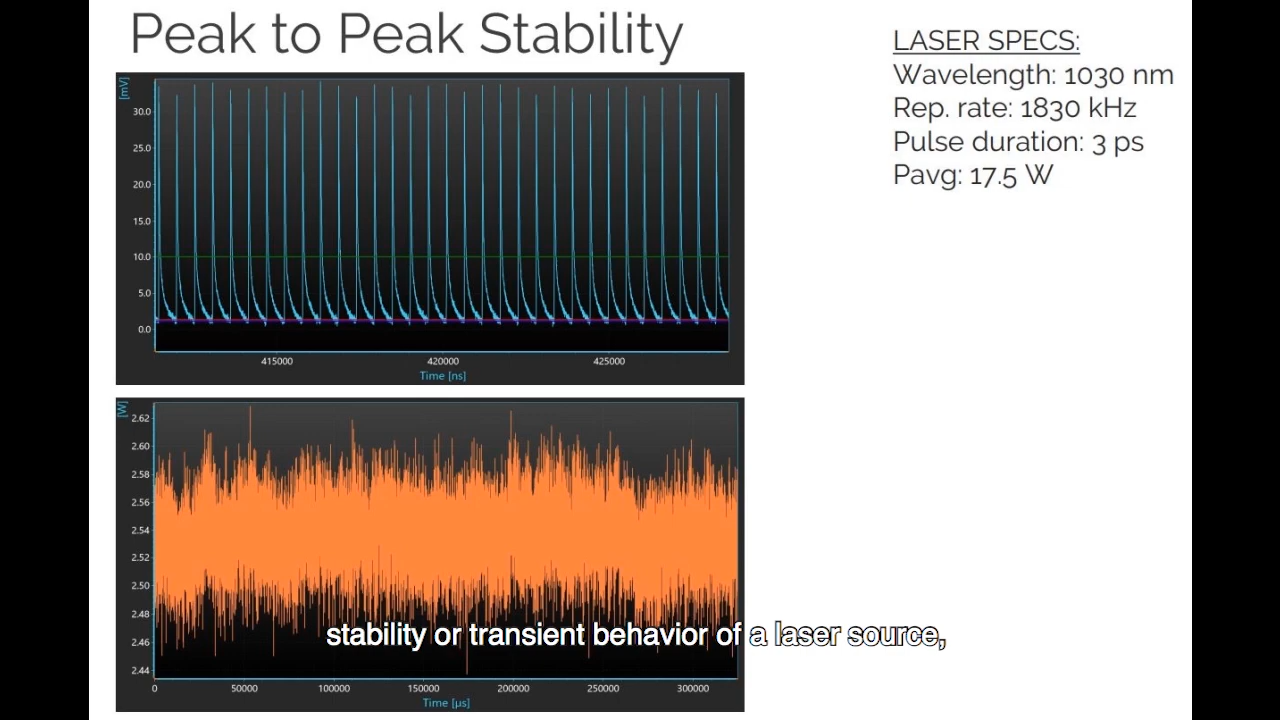 Peak to Peak Stability
LASER SPECS:
Wavelength: 1030 nm
Rep. rate: 1830 kHz
Pulse duration: 3 ps
Pavg: 17.5 W
[mV]
30.0
25.0
20.0
15.0
10.0
5.0
0.0
415000 420000 425000
Time [ns]
[W]
2.62
2.60
2.58
2.56
2.54
2.52
2.50
2.48
2.46
2.44
0 50000 100000 150000 200000 250000 300000
Time [µs]
stability or transient behavior of a laser source,